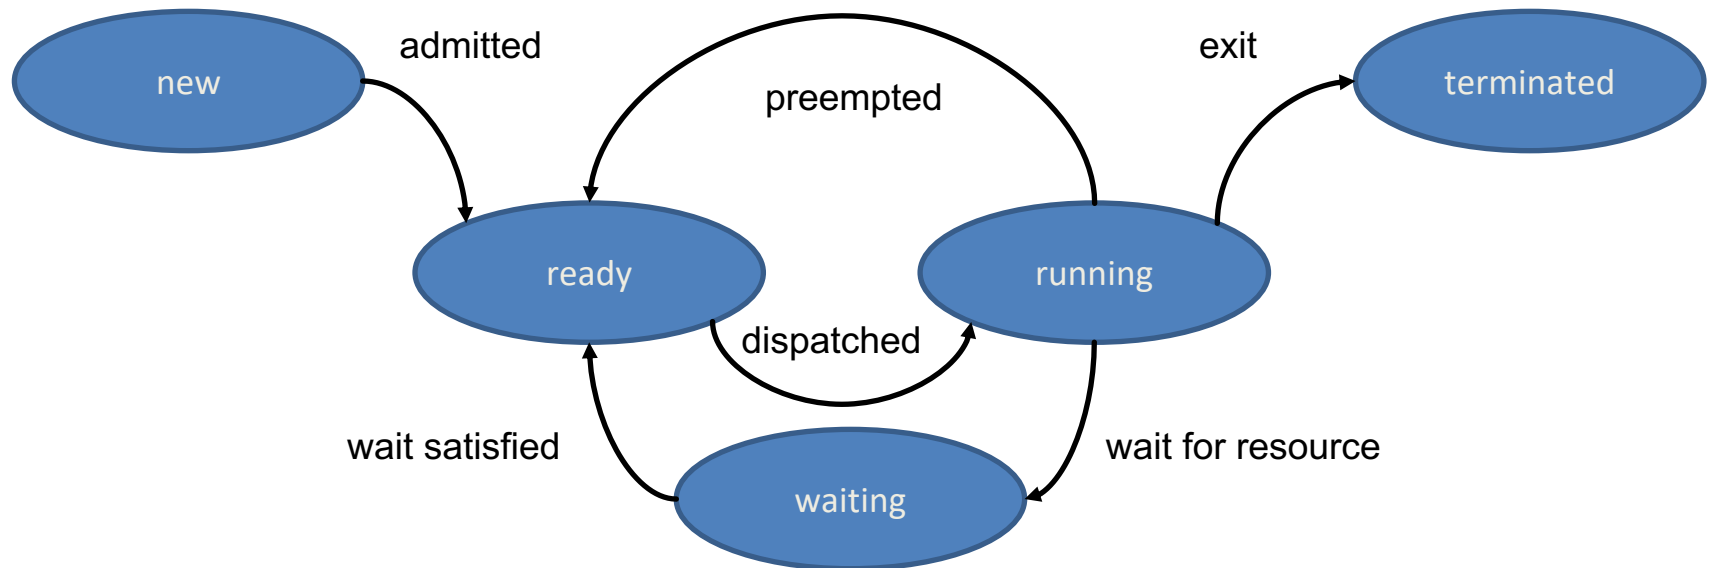 admitted
exit
new
terminated
preempted
ready
running
dispatched
wait satisfied
wait for resource
waiting